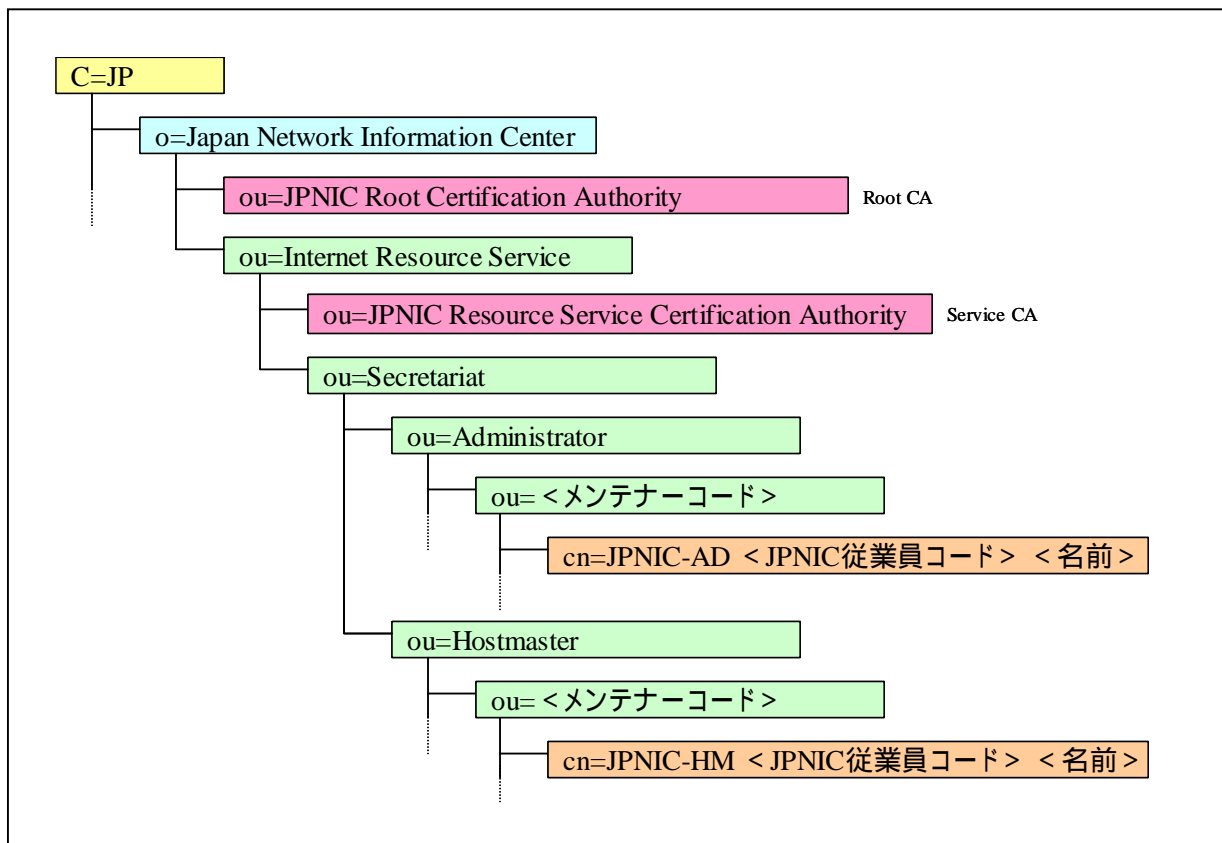 C=JP
o=Japan Network Information Center
ou=JPNIC Root Certification Authority Root CA
ou=Internet Resource Service
ou=JPNIC Resource Service Certification Authority Service CA
ou=Secretariat
ou=Administrator
ou=<メンテナーコード>
cn=JPNIC-AD <JPNIC従業員コード> <名前>
ou=Hostmaster
ou=<メンテナーコード>
cn=JPNIC-HM <JPNIC従業員コード> <名前>